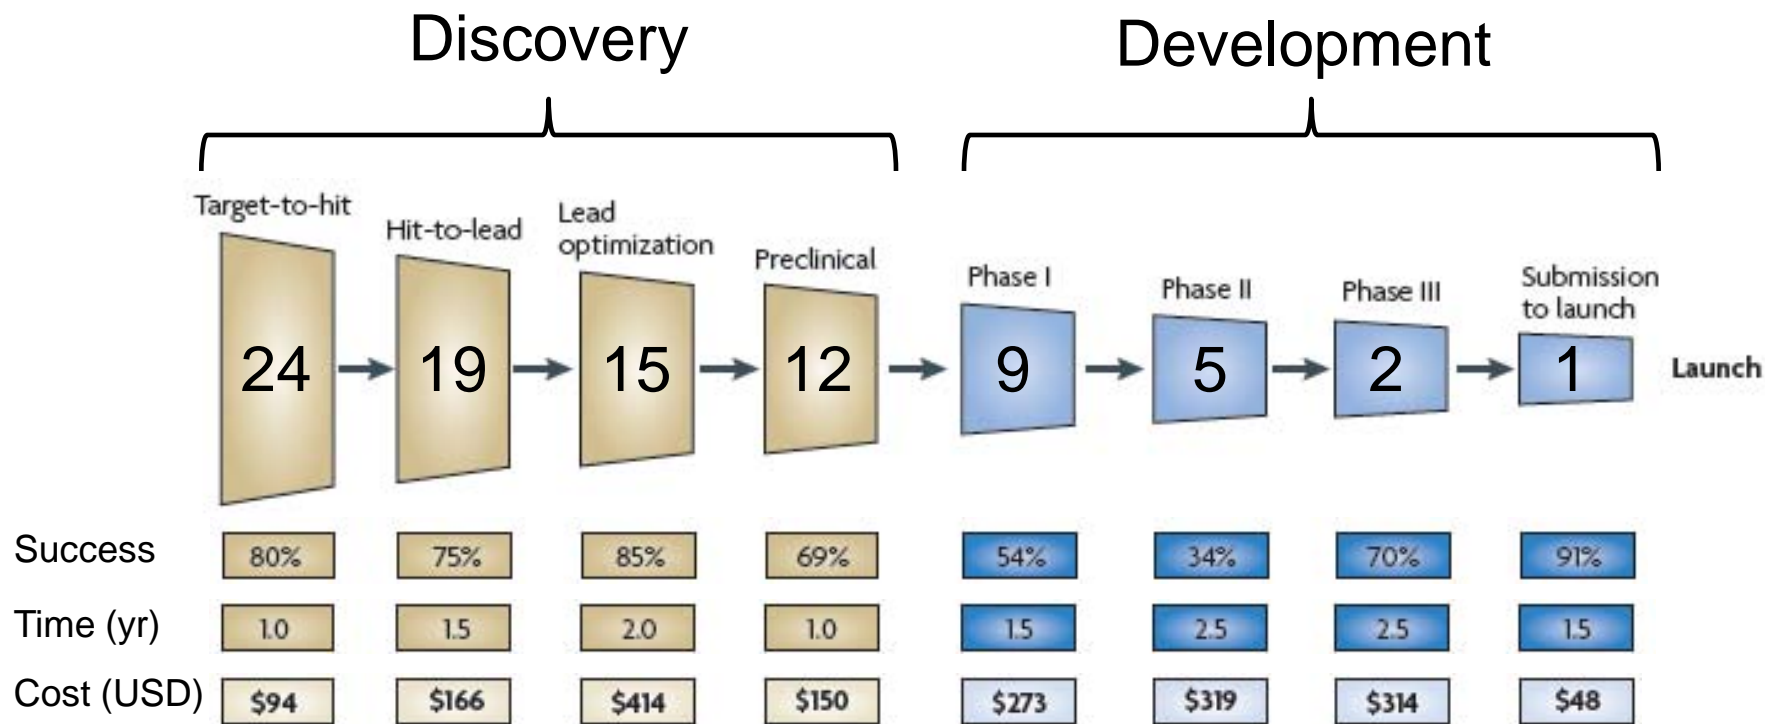 Discovery
Development
Target-to-hit
Hit-to-lead
Lead
optimization
Preclinical
Phase I
Phase II
Phase III
Submission
to launch
24
19
15
12
9
5
2
1
Launch
Success
80%
75%
85%
69%
54%
34%
70%
91%
Time (yr)
1.0
1.5
2.0
1.0
1.5
2.5
2.5
1.5
Cost (USD)
$94
$166
$414
$150
$273
$319
$314
$48